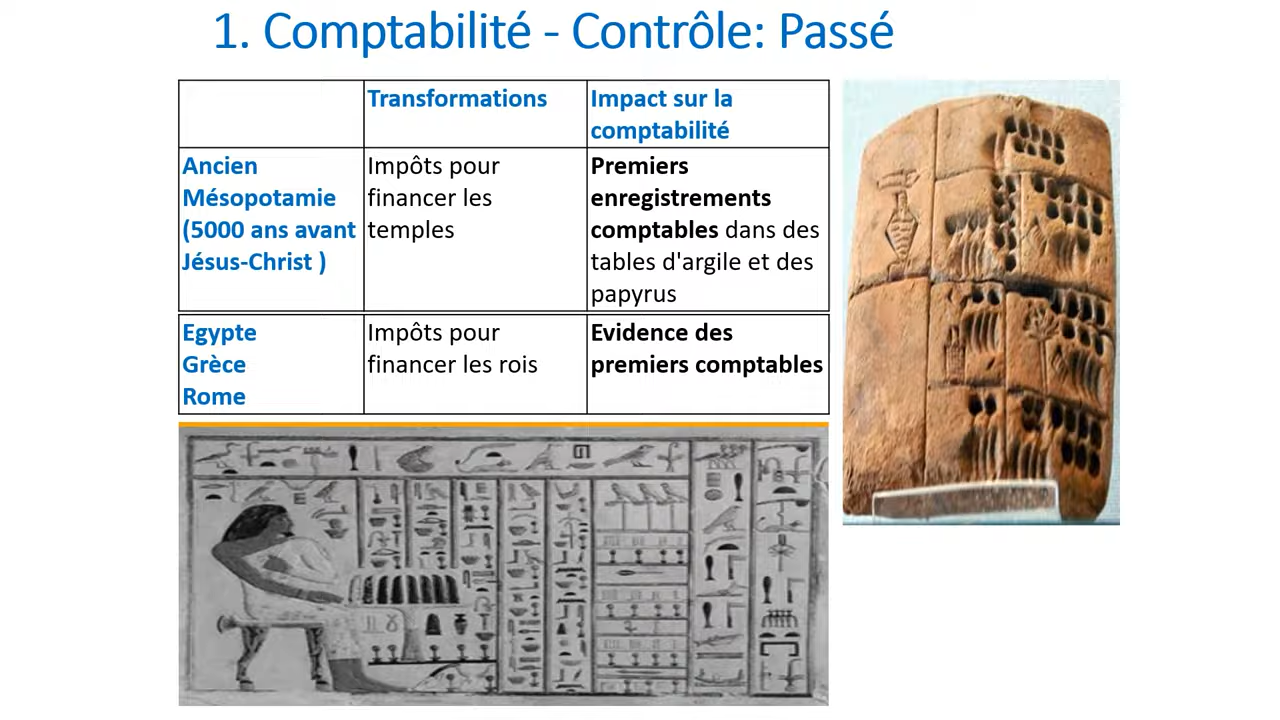 1. Comptabilité - Contrôle: Passé
Transformations
Impact sur la
comptabilité
Ancien
Mésopotamie
(5000 ans avant
Jésus-Christ )
Impôts pour
financer les
temples
Premiers
enregistrements
comptables dans des
tables d'argile et des
papyrus
Egypte
Grèce
Rome
Impôts pour
financer les rois
Evidence des
premiers comptables